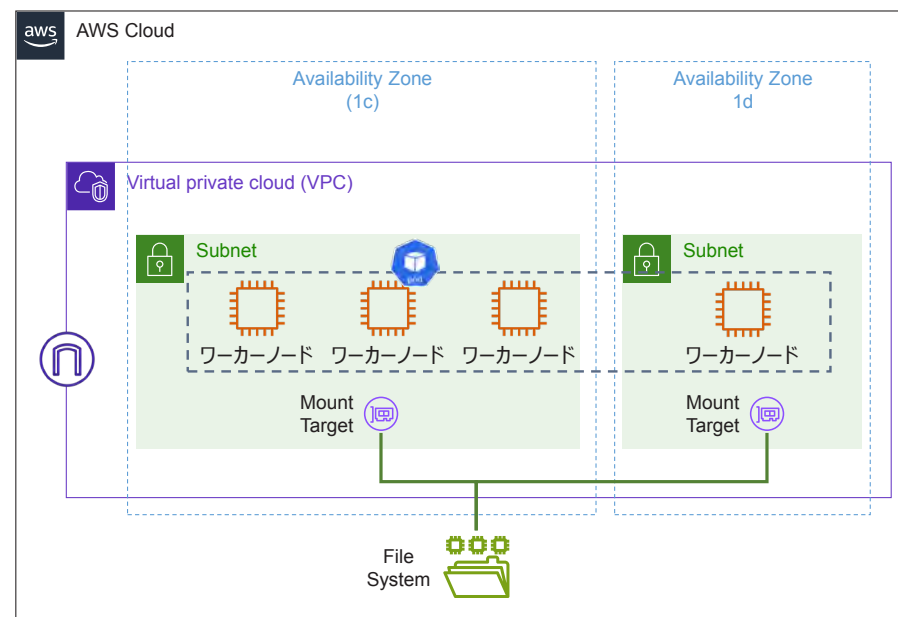 aws
AWS Cloud
Availability Zone
(1c)
Availability Zone
1d
Virtual private cloud (VPC)
Subnet
Subnet
ワーカーノード
ワーカーノード
ワーカーノード
ワーカーノード
Mount
Target
Mount
Target
File
System